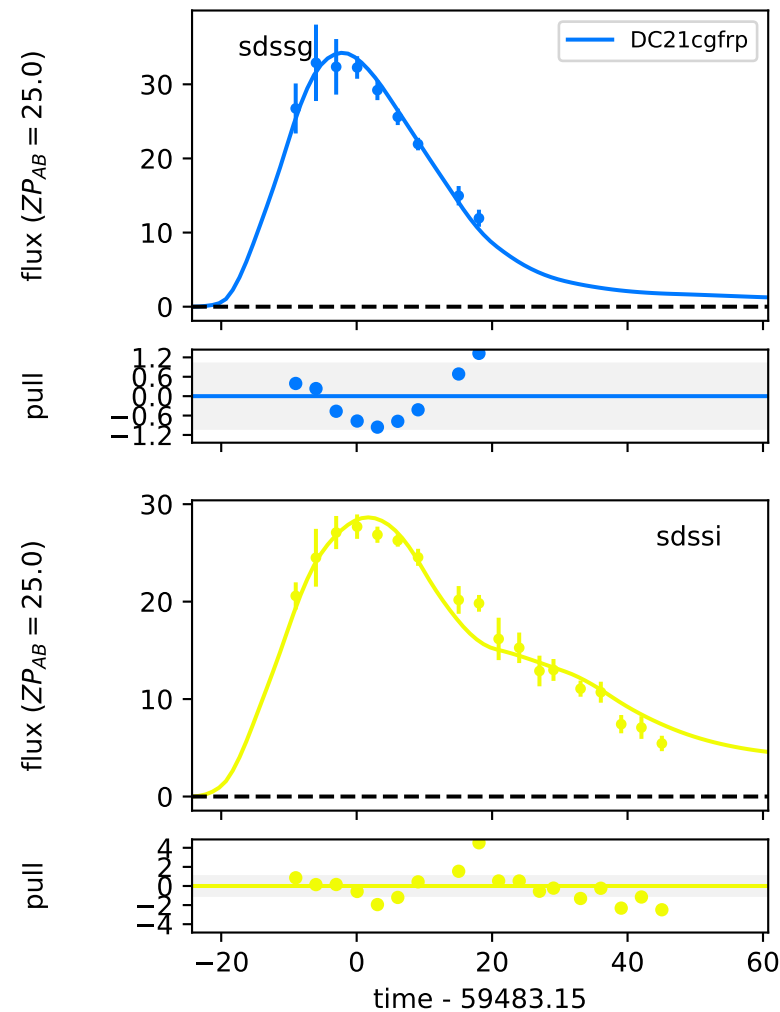 sdssg
DC21cgfrp
flux (ZP_AB = 25.0)
30
20
10
0
pull
1.2
0.6
0.0
−0.6
−1.2
sdssi
flux (ZP_AB = 25.0)
30
20
10
0
pull
4
2
0
−2
−4
−20 0 20 40 60
time - 59483.15